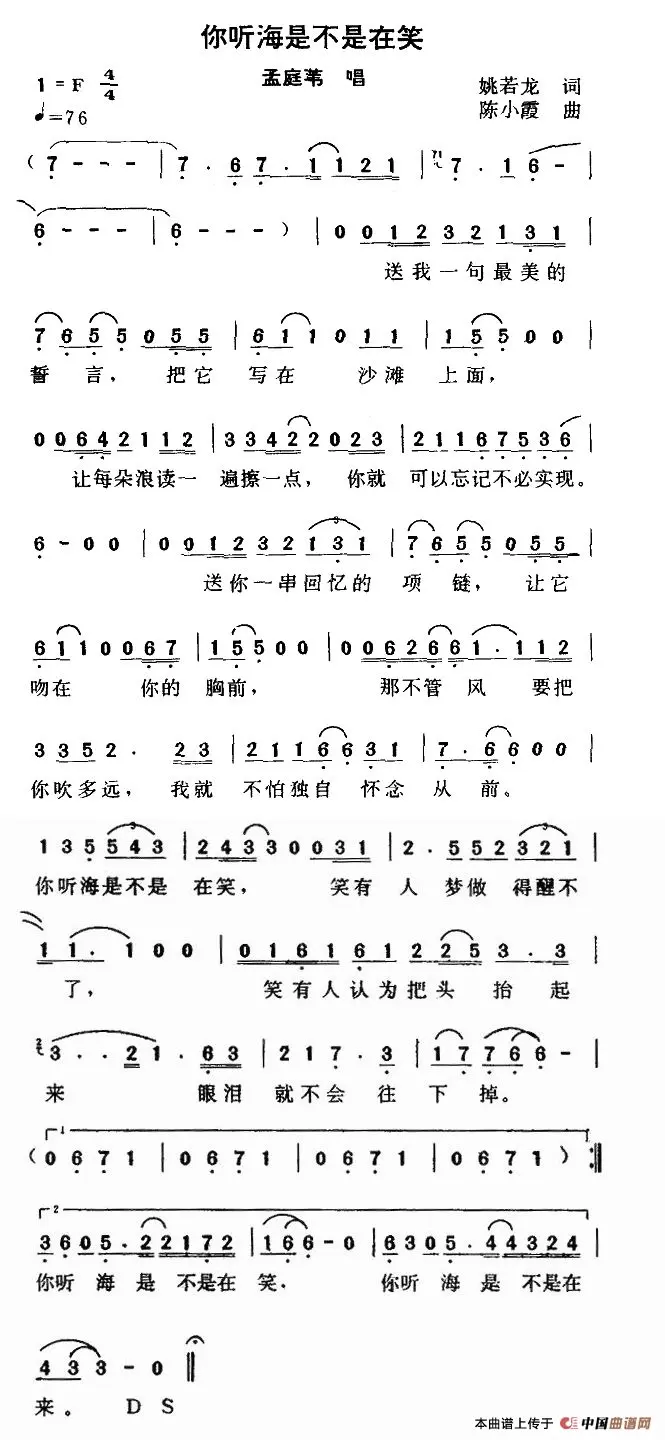 你听海是不是在笑
1 = F 4/4
孟庭苇 唱
姚若龙 词
♩=76
陈小霞 曲
( 7 - - - | 7 . 6 7 . 1 1 2 1 | 7 . 1 6 - |
6 - - - | 6 - - - ) | 0 0 1 2 3 2 1 3 1 |
送我一句最美的
7 6 5 5 0 5 5 | 6 1 1 0 1 1 | 1 5 5 0 0 |
誓言，把它写在 沙滩上面，
0 0 6 4 2 1 1 1 2 | 3 3 4 2 2 0 2 3 | 2 1 1 6 7 5 3 6 |
让每朵浪读一遍擦一点，你就可以忘记不必实现。
6 - 0 0 | 0 0 1 2 3 2 1 3 1 | 7 6 5 5 0 5 5 |
送你一串回忆的项链，让它
6 1 1 0 0 6 7 | 1 5 5 0 0 | 0 0 6 2 6 6 1 . 1 1 2 |
吻在 你的胸前， 那不管风 要把
3 3 5 2 . 2 3 | 2 1 1 6 6 3 1 | 7 . 6 6 0 0 |
你吹多远，我就不怕独自怀念从前。
1 3 5 5 4 3 | 2 4 3 3 0 0 3 1 | 2 . 5 5 2 3 2 1 |
你听海是不是在笑，笑有人梦做得醒不
1 1 . 1 0 0 | 0 1 6 1 6 1 2 2 5 3 . 3 |
了， 笑有人认为把头抬起
3 . . 2 1 . 6 3 | 2 1 7 . 3 | 1 7 7 6 6 - |
来 眼泪就不会往下掉。
1
( 0 6 7 1 | 0 6 7 1 | 0 6 7 1 | 0 6 7 1 ) :||
2
3 6 0 5 . 2 2 1 7 2 | 1 6 6 - 0 | 6 3 0 5 . 4 4 3 2 4 |
你听海是不是在笑， 你听海是不是在
4 3 3 - 0 ||
来。 D S
本曲谱上传于 中国曲谱网